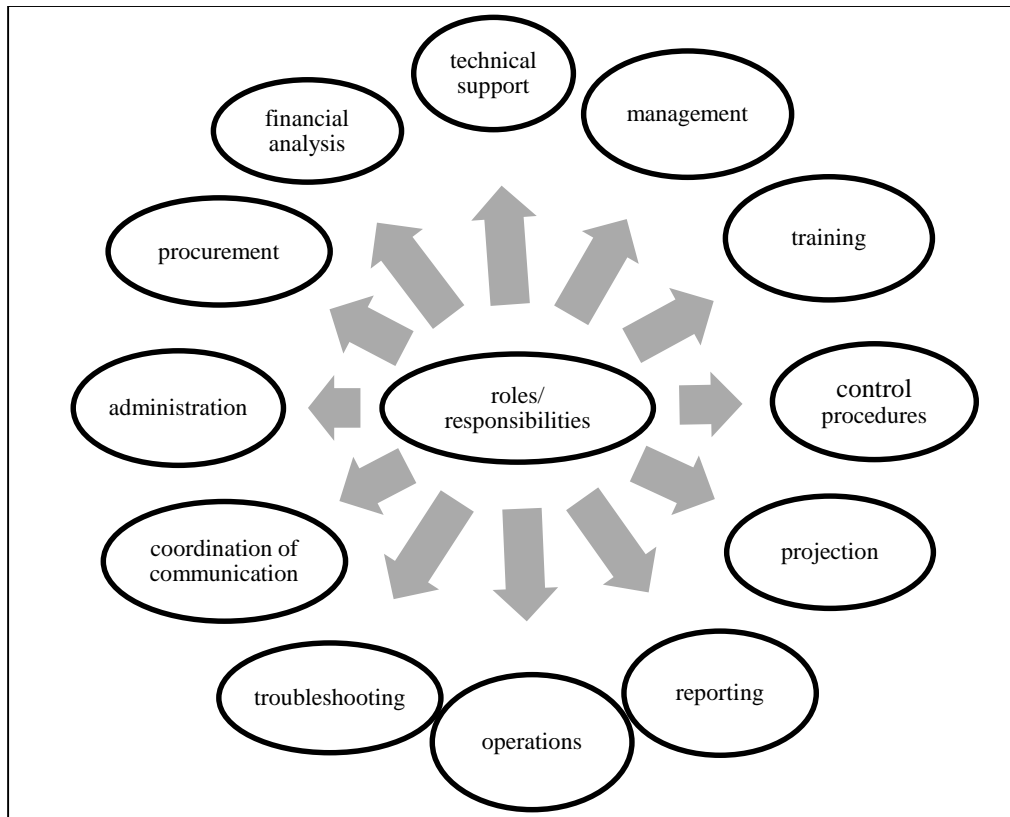 technical
support
management
financial
analysis
training
procurement
roles/
responsibilities
control
procedures
administration
coordination of
communication
projection
troubleshooting
operations
reporting